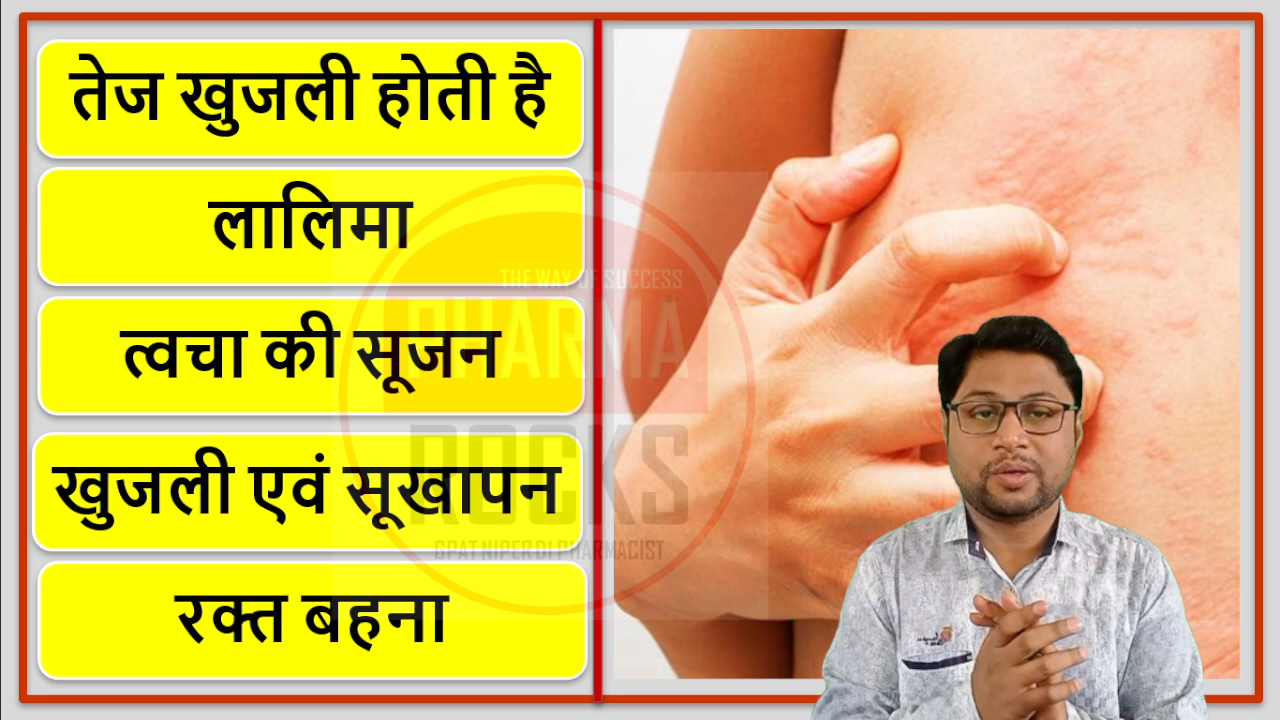 तेज खुजली होती है
लालिमा
त्वचा की सूजन
खुजली एवं सूखापन
रक्त बहना
THE WAY OF SUCCESS
PHARMA
ROCKS
GPAT NIPER DI PHARMACIST